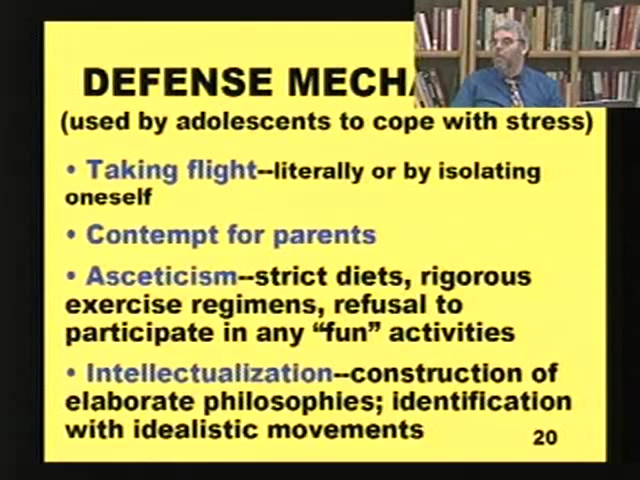 DEFENSE MECHA
(used by adolescents to cope with stress)
• Taking flight--literally or by isolating
oneself
• Contempt for parents
• Asceticism--strict diets, rigorous
exercise regimens, refusal to
participate in any “fun” activities
• Intellectualization--construction of
elaborate philosophies; identification
with idealistic movements
20